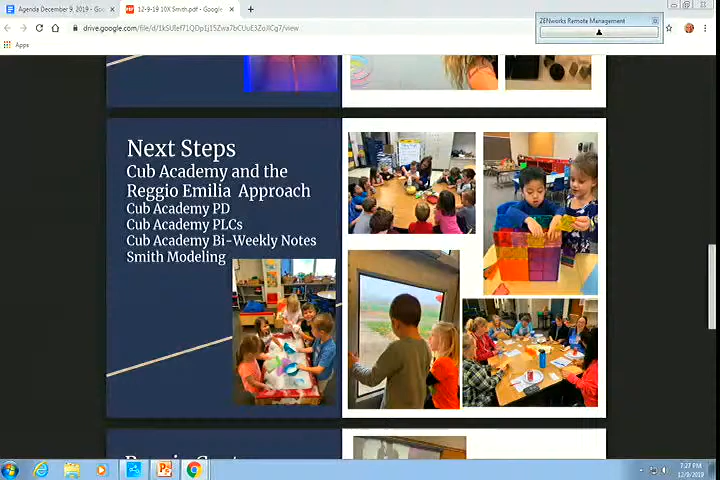 Agenda December 9, 2019 - Goo
12-9-19 10X Smith.pdf - Google
ZENworks Remote Management
drive.google.com/file/d/1kSUlef71QDp1j15Zwa7bCUuE3ZoJlCg7/view
Apps
Next Steps
Cub Academy and the
Reggio Emilia Approach
Cub Academy PD
Cub Academy PLCs
Cub Academy Bi-Weekly Notes
Smith Modeling
7:27 PM
12/9/2019